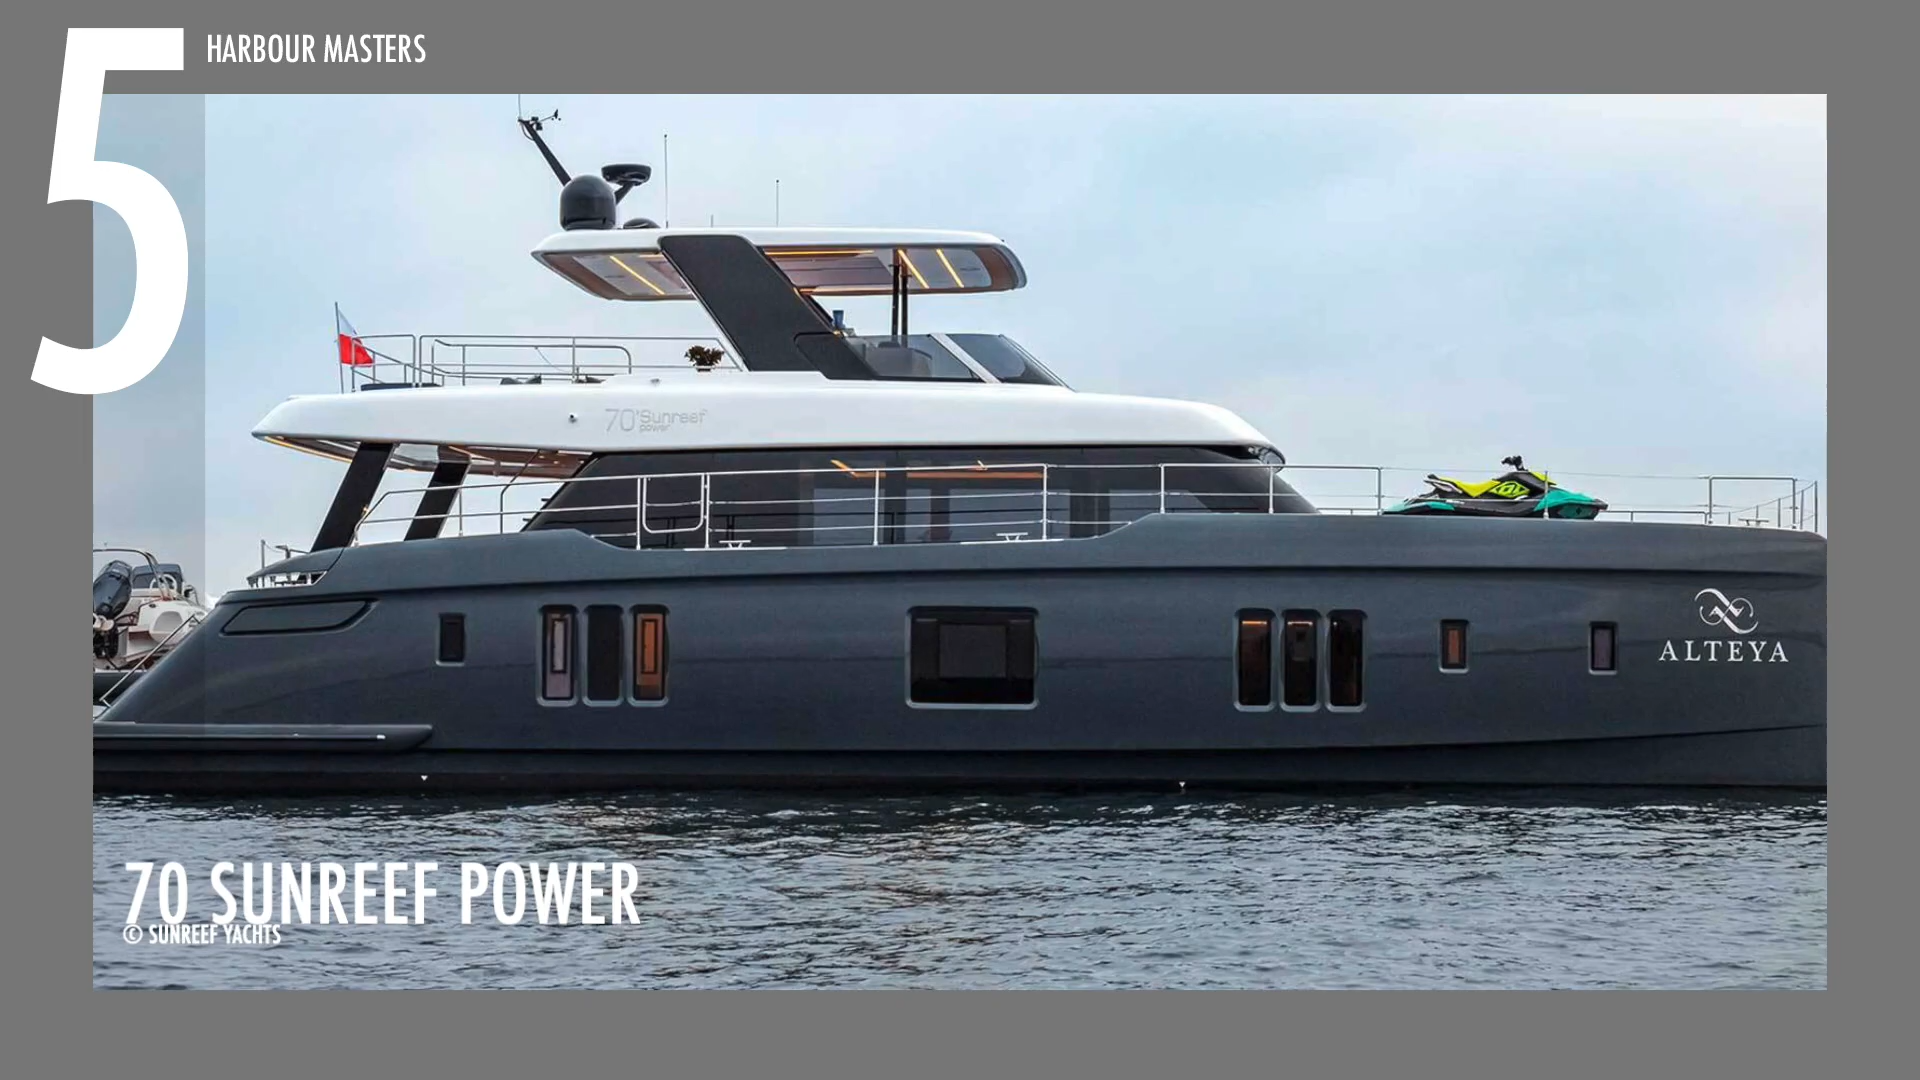 5
HARBOUR MASTERS
70 Sunreef
power
ALTEYA
70 SUNREEF POWER
© SUNREEF YACHTS